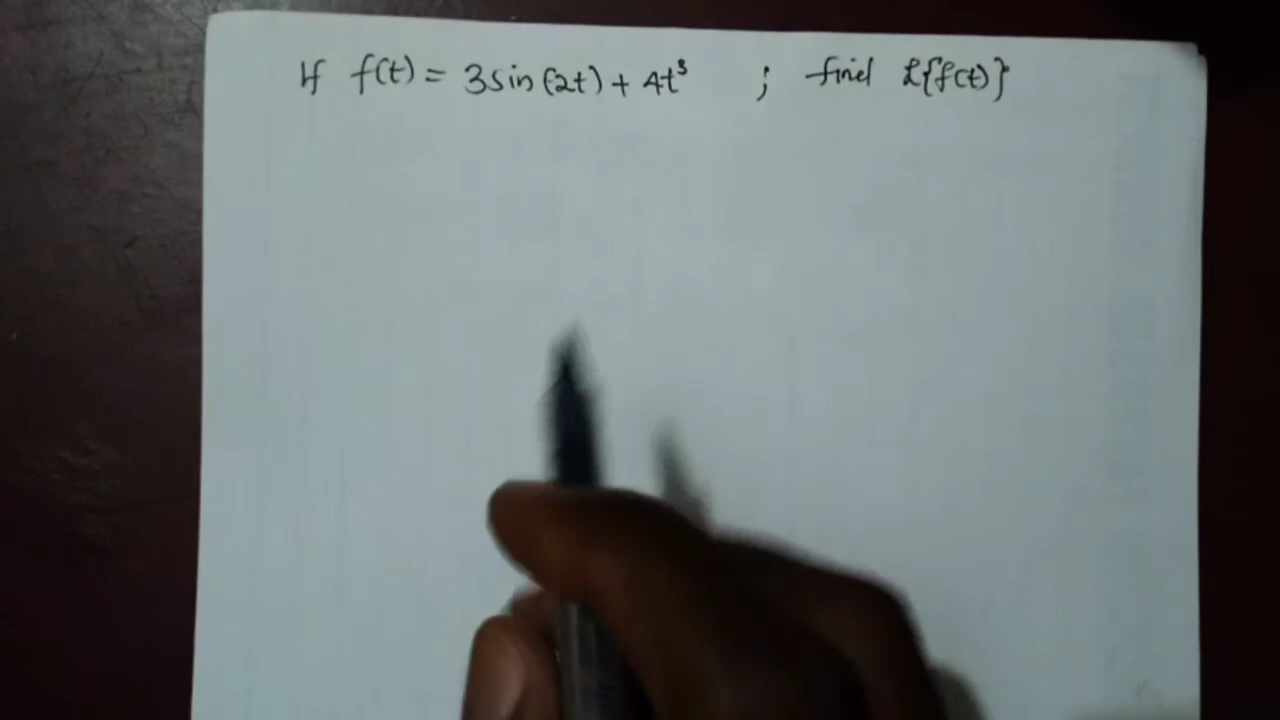 If f(t) = 3sin(2t) + 4t³ ; find ℒ{f(t)}